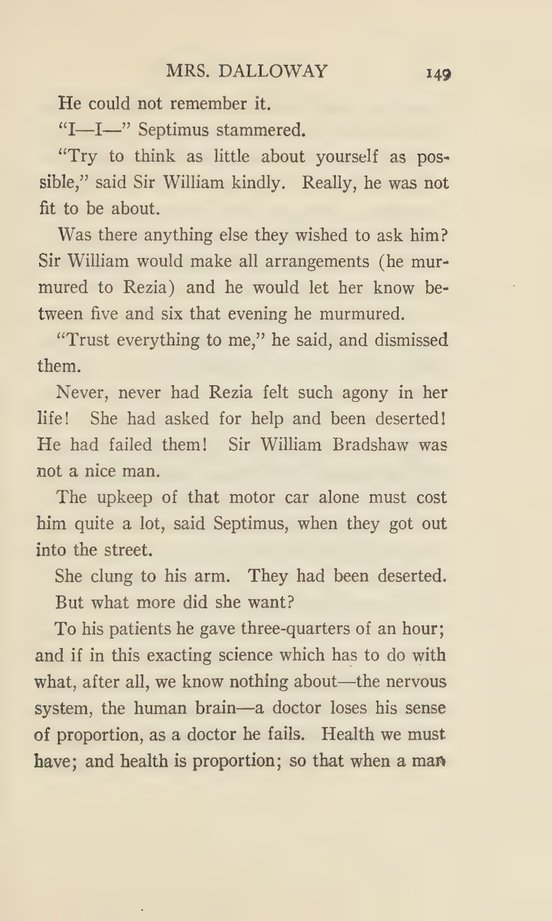 MRS. DALLOWAY 149
He could not remember it.
“I—I—” Septimus stammered.
“Try to think as little about yourself as pos-
sible,” said Sir William kindly. Really, he was not
fit to be about.
Was there anything else they wished to ask him?
Sir William would make all arrangements (he mur-
mured to Rezia) and he would let her know be-
tween five and six that evening he murmured.
“Trust everything to me,” he said, and dismissed
them.
Never, never had Rezia felt such agony in her
life! She had asked for help and been deserted!
He had failed them! Sir William Bradshaw was
not a nice man.
The upkeep of that motor car alone must cost
him quite a lot, said Septimus, when they got out
into the street.
She clung to his arm. They had been deserted.
But what more did she want?
To his patients he gave three-quarters of an hour;
and if in this exacting science which has to do with
what, after all, we know nothing about—the nervous
system, the human brain—a doctor loses his sense
of proportion, as a doctor he fails. Health we must
have; and health is proportion; so that when a man